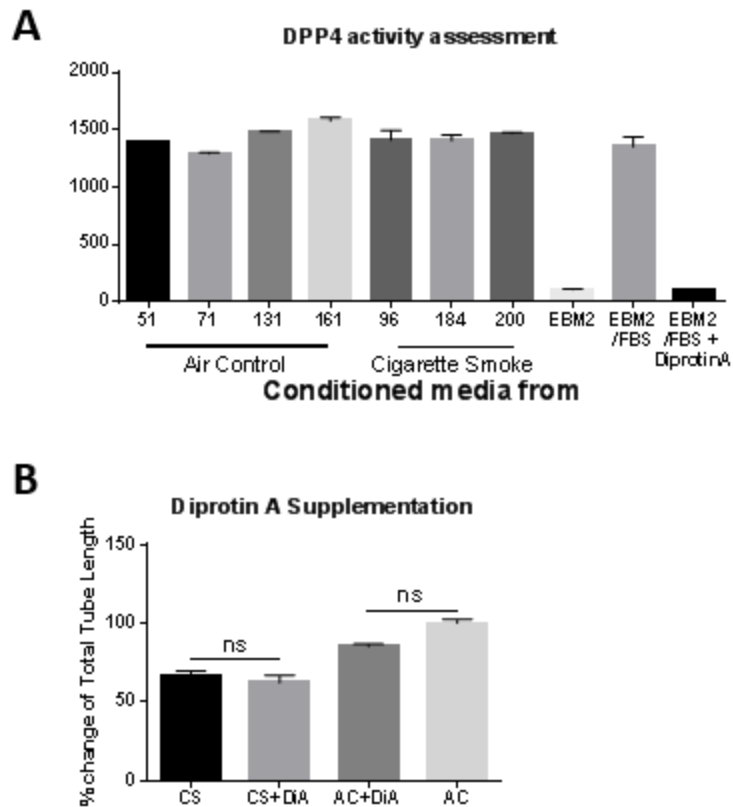 A
DPP4 activity assessment
2000
1500
1000
500
0
51 71 131 161 96 184 200 EBM2 EBM2 EBM2
/FBS /FBS +
DiprotinA
Air Control Cigarette Smoke
Conditioned media from
B
Diprotin A Supplementation
% change of Total Tube Length
150
100
50
0
ns
ns
CS CS+DiA AC+DiA AC